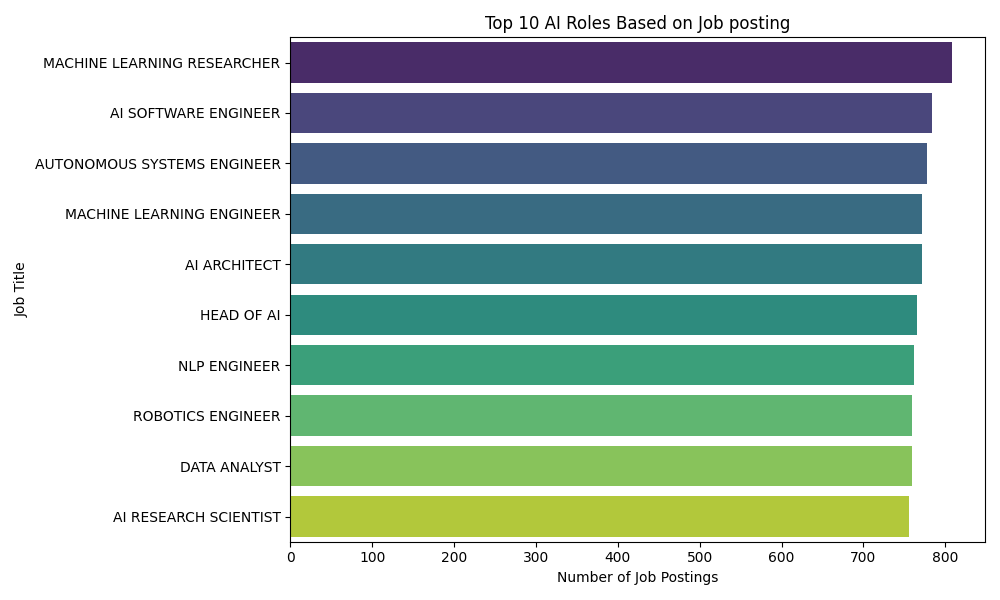 Top 10 AI Roles Based on Job posting
MACHINE LEARNING RESEARCHER
AI SOFTWARE ENGINEER
AUTONOMOUS SYSTEMS ENGINEER
MACHINE LEARNING ENGINEER
AI ARCHITECT
HEAD OF AI
NLP ENGINEER
ROBOTICS ENGINEER
DATA ANALYST
AI RESEARCH SCIENTIST
Job Title
0 100 200 300 400 500 600 700 800
Number of Job Postings